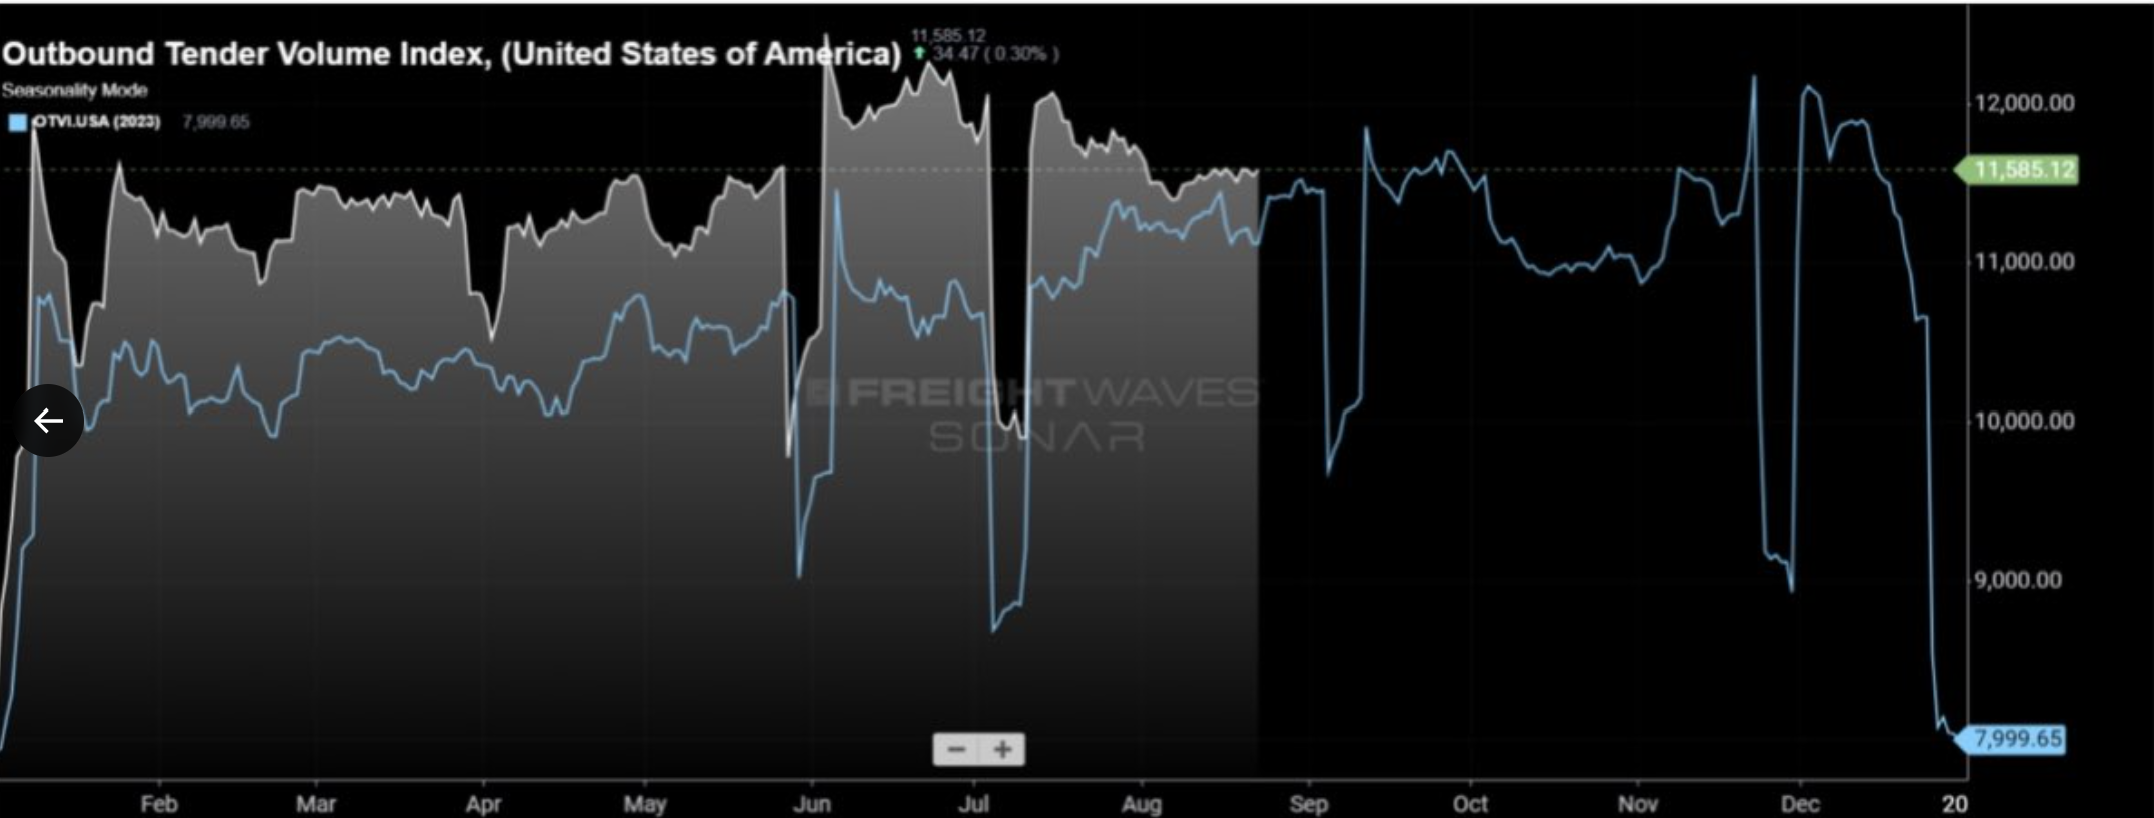 11,585.12
Outbound Tender Volume Index, (United States of America) 34.47 ( 0.30% )
Seasonality Mode
OTVI.USA (2023) 7,999.65
12,000.00
11,585.12
11,000.00
FREIGHTWAVES
10,000.00
SONAR
9,000.00
− +
7,999.65
Feb Mar Apr May Jun Jul Aug Sep Oct Nov Dec 20